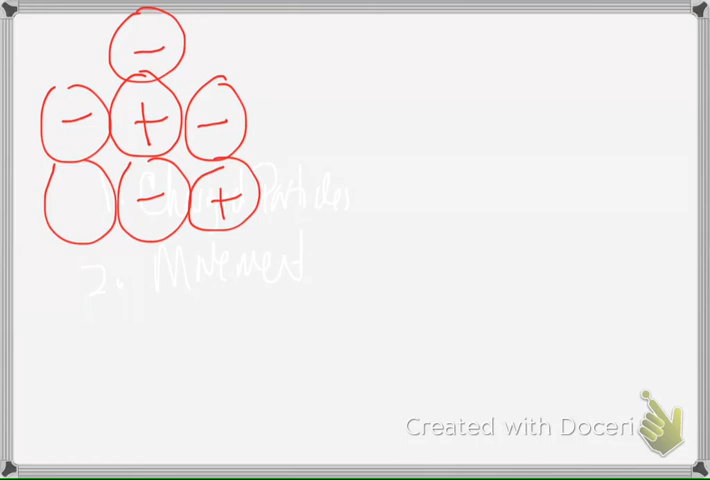 −
− + −
− +
1. Charged Particles
2. Movement
Created with Doceri